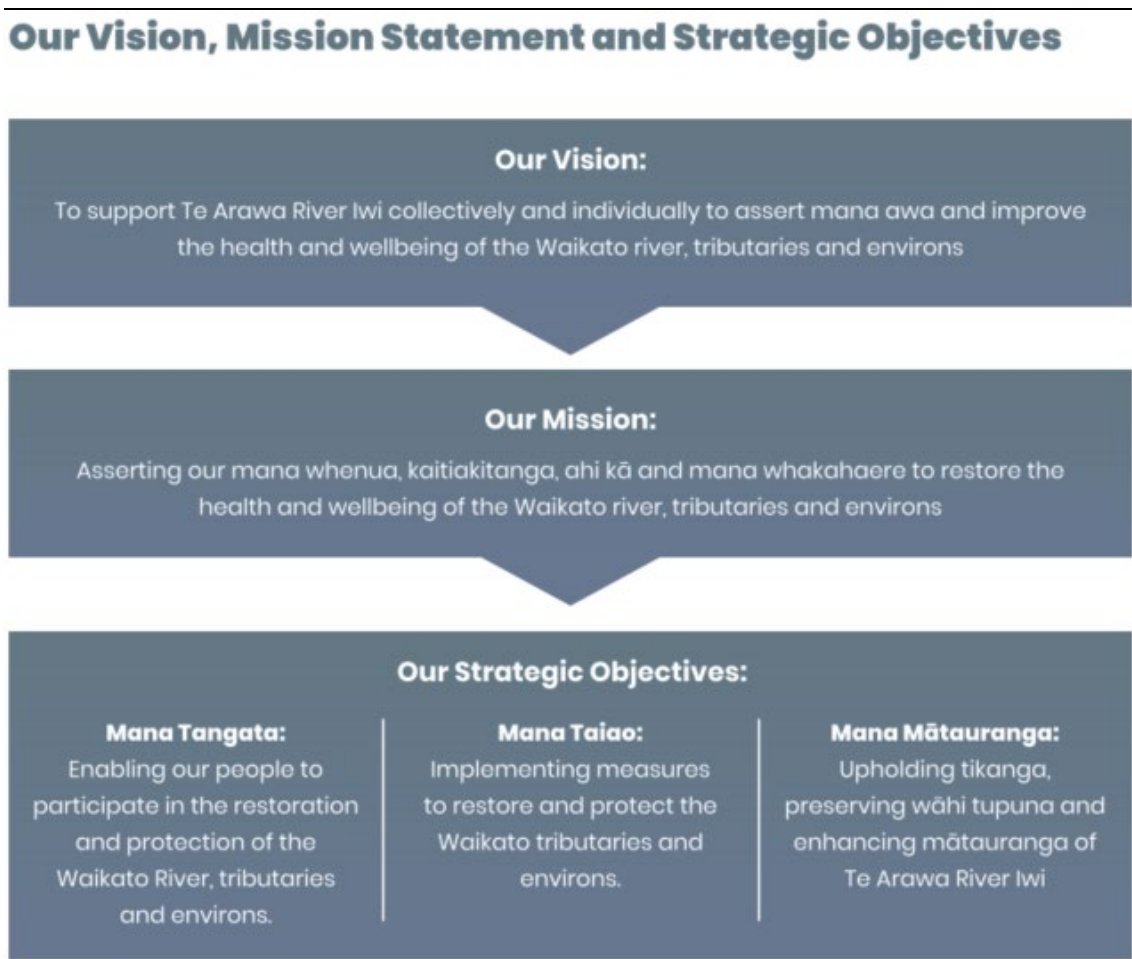 Our Vision, Mission Statement and Strategic Objectives
Our Vision:
To support Te Arawa River Iwi collectively and individually to assert mana awa and improve
the health and wellbeing of the Waikato river, tributaries and environs
Our Mission:
Asserting our mana whenua, kaitiakitanga, ahi kā and mana whakahaere to restore the
health and wellbeing of the Waikato river, tributaries and environs
Our Strategic Objectives:
Mana Tangata:
Enabling our people to
participate in the restoration
and protection of the
Waikato River, tributaries
and environs.
Mana Taiao:
Implementing measures
to restore and protect the
Waikato tributaries and
environs.
Mana Mātauranga:
Upholding tikanga,
preserving wāhi tupuna and
enhancing mātauranga of
Te Arawa River Iwi